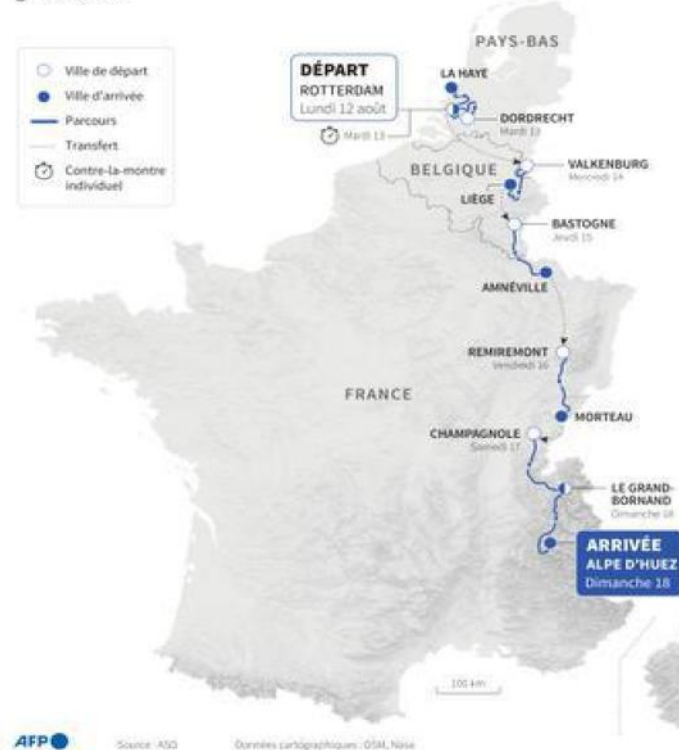 Ville de départ
Ville d'arrivée
Parcours
Transfert
Contre-la-montre
individuel
PAYS-BAS
DÉPART
ROTTERDAM
Lundi 12 août
Mardi 13
LA HAYE
DORDRECHT
Mardi 13
BELGIQUE
VALKENBURG
Mercredi 14
LIÈGE
BASTOGNE
Jeudi 15
AMNÉVILLE
REMIREMONT
Vendredi 16
FRANCE
MORTEAU
CHAMPAGNOLE
Samedi 17
LE GRAND-
BORNAND
Dimanche 18
ARRIVÉE
ALPE D'HUEZ
Dimanche 18
100 km
AFP
Source : ASO
Données cartographiques : OSM, Nasa